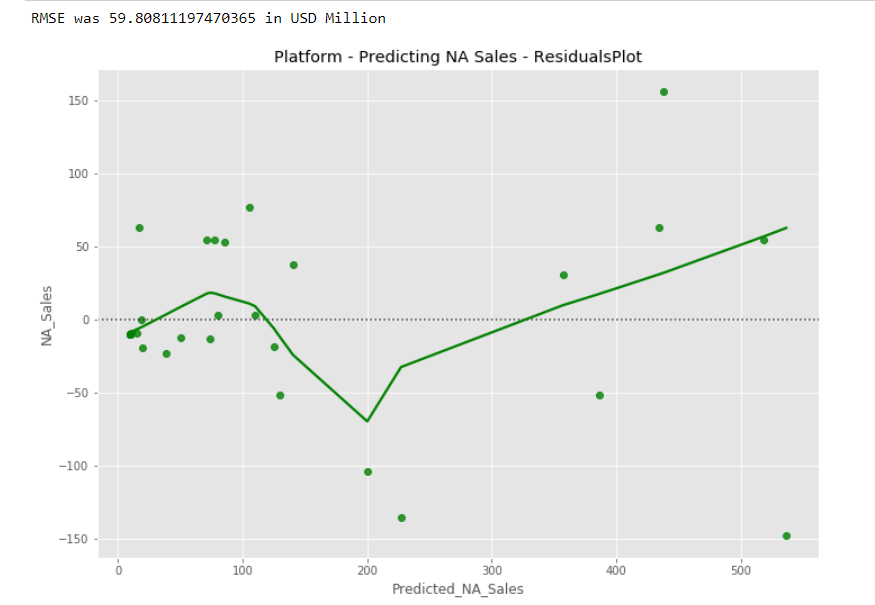 RMSE was 59.80811197470365 in USD Million
Platform - Predicting NA Sales - ResidualsPlot
150
100
50
0
−50
−100
−150
NA_Sales
0 100 200 300 400 500
Predicted_NA_Sales